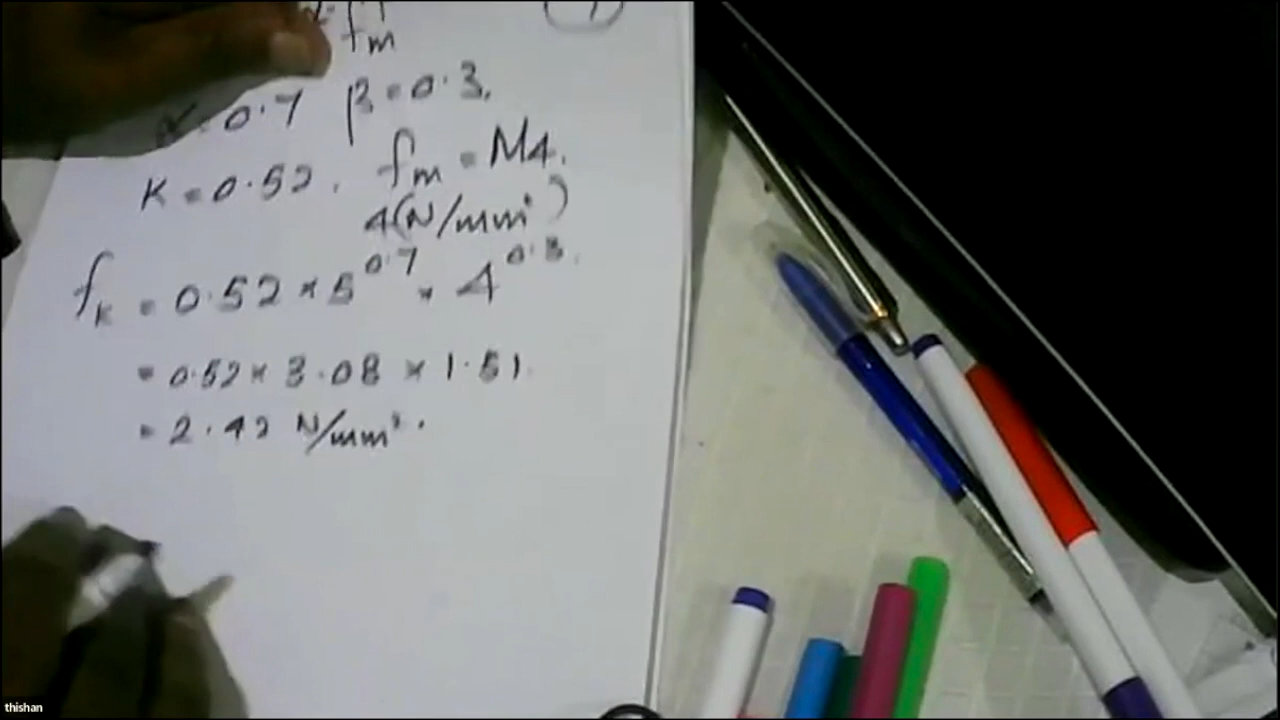 fm
α = 0.7 β = 0.3.
K = 0.52. fm = M4.
4(N/mm²)
fk = 0.52 × 5^0.7 × 4^0.3.
= 0.52 × 3.08 × 1.51.
= 2.42 N/mm².
thishan